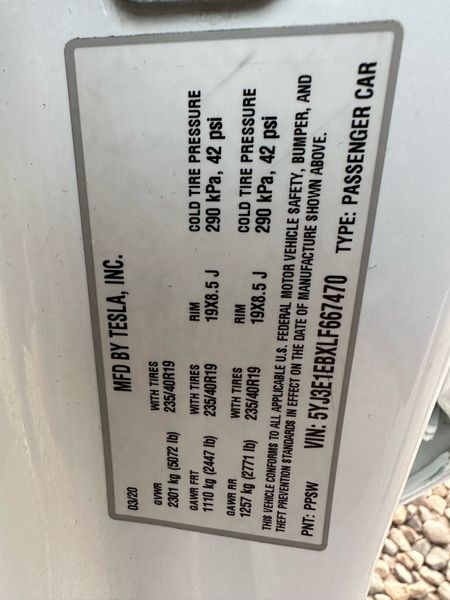 MFD BY TESLA, INC.
03/20
GVWR WITH TIRES RIM COLD TIRE PRESSURE
2301 kg (5072 lb) 235/40R19
GAWR FRT WITH TIRES RIM COLD TIRE PRESSURE
1110 kg (2447 lb) 235/40R19 19X8.5 J 290 kPa, 42 psi
GAWR RR WITH TIRES RIM COLD TIRE PRESSURE
1257 kg (2771 lb) 235/40R19 19X8.5 J 290 kPa, 42 psi
THIS VEHICLE CONFORMS TO ALL APPLICABLE U.S. FEDERAL MOTOR VEHICLE SAFETY, BUMPER, AND
THEFT PREVENTION STANDARDS IN EFFECT ON THE DATE OF MANUFACTURE SHOWN ABOVE.
PNT: PPSW VIN: 5YJ3E1EBXLF667470 TYPE: PASSENGER CAR